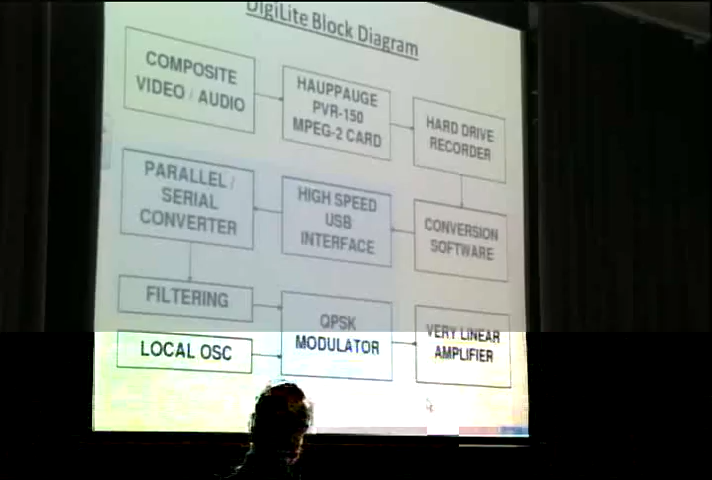 DigiLite Block Diagram
COMPOSITE
VIDEO / AUDIO
HAUPPAUGE
PVR-150
MPEG-2 CARD
HARD DRIVE
RECORDER
PARALLEL /
SERIAL
CONVERTER
HIGH SPEED
USB
INTERFACE
CONVERSION
SOFTWARE
FILTERING
LOCAL OSC
QPSK
MODULATOR
VERY LINEAR
AMPLIFIER